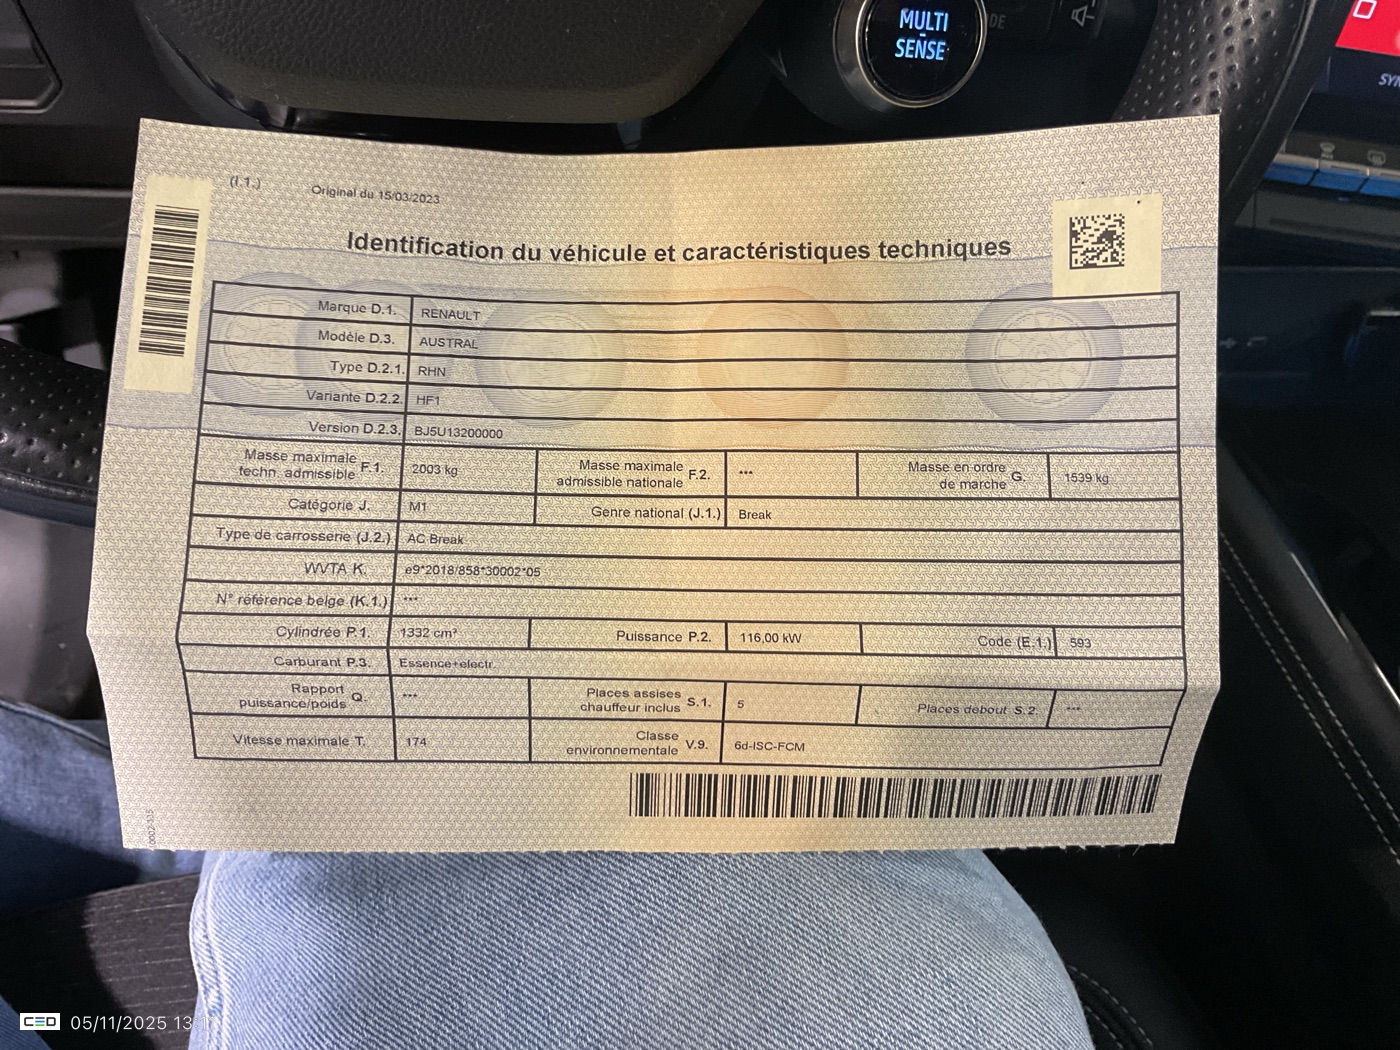 MULTI
SENSE
(I.1.)
Original du 15/03/2023
Identification du véhicule et caractéristiques techniques
Marque D.1. RENAULT
Modèle D.3. AUSTRAL
Type D.2.1. RHN
Variante D.2.2. HF1
Version D.2.3. BJ5U13200000
Masse maximale techn. admissible F.1. 2003 kg Masse maximale admissible nationale F.2. *** Masse en ordre de marche G. 1539 kg
Catégorie J. M1 Genre national (J.1.) Break
Type de carrosserie (J.2.) AC Break
WVTA K. e9*2018/858*30002*05
N° référence belge (K.1.) ***
Cylindrée P.1. 1332 cm³ Puissance P.2. 116,00 kW Code (E.1.) 593
Carburant P.3. Essence+electr.
Rapport puissance/poids Q. *** Places assises chauffeur inclus S.1. 5 Places debout S.2. ***
Vitesse maximale T. 174 Classe environnementale V.9. 6d-ISC-FCM
CED 05/11/2025